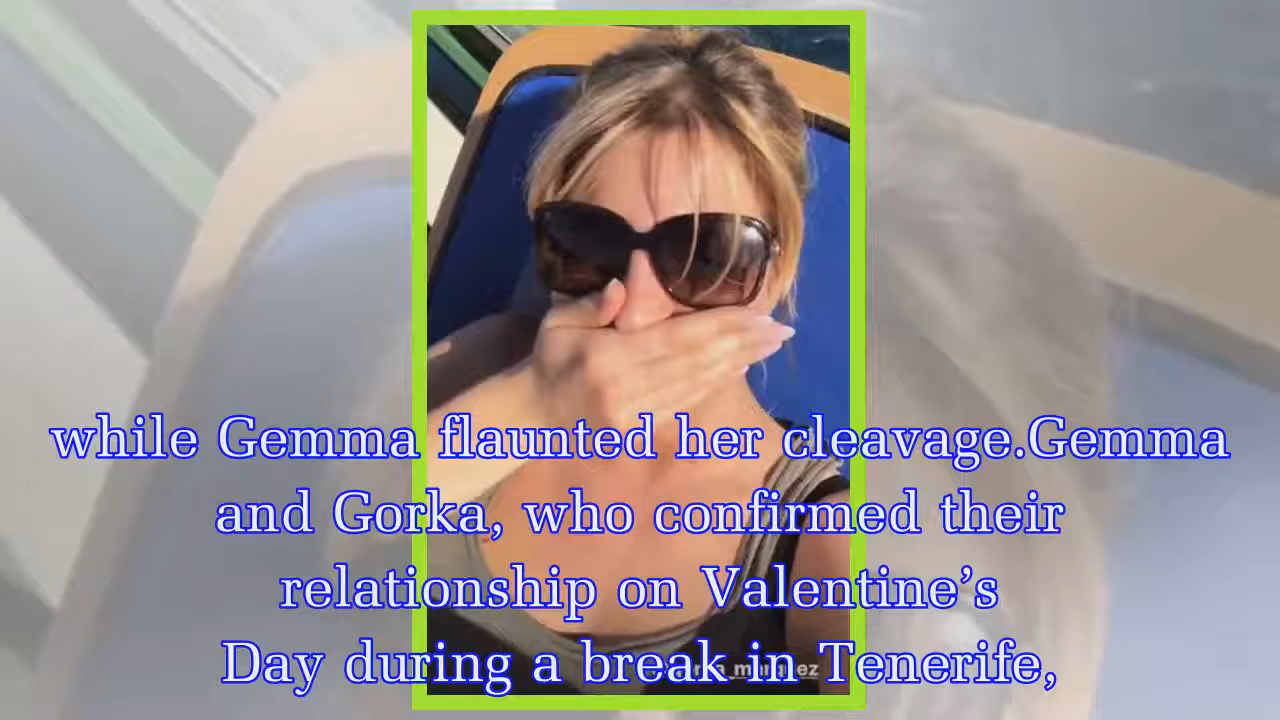 while Gemma flaunted her cleavage.Gemma
and Gorka, who confirmed their
relationship on Valentine’s
Day during a break in Tenerife,